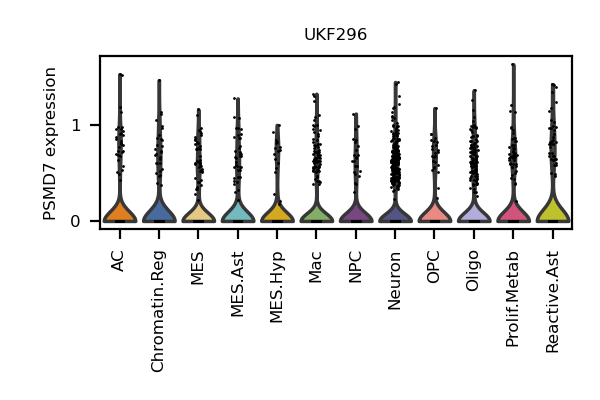 UKF296
PSMD7 expression
1
0
AC
Chromatin.Reg
MES
MES.Ast
MES.Hyp
Mac
NPC
Neuron
OPC
Oligo
Prolif.Metab
Reactive.Ast